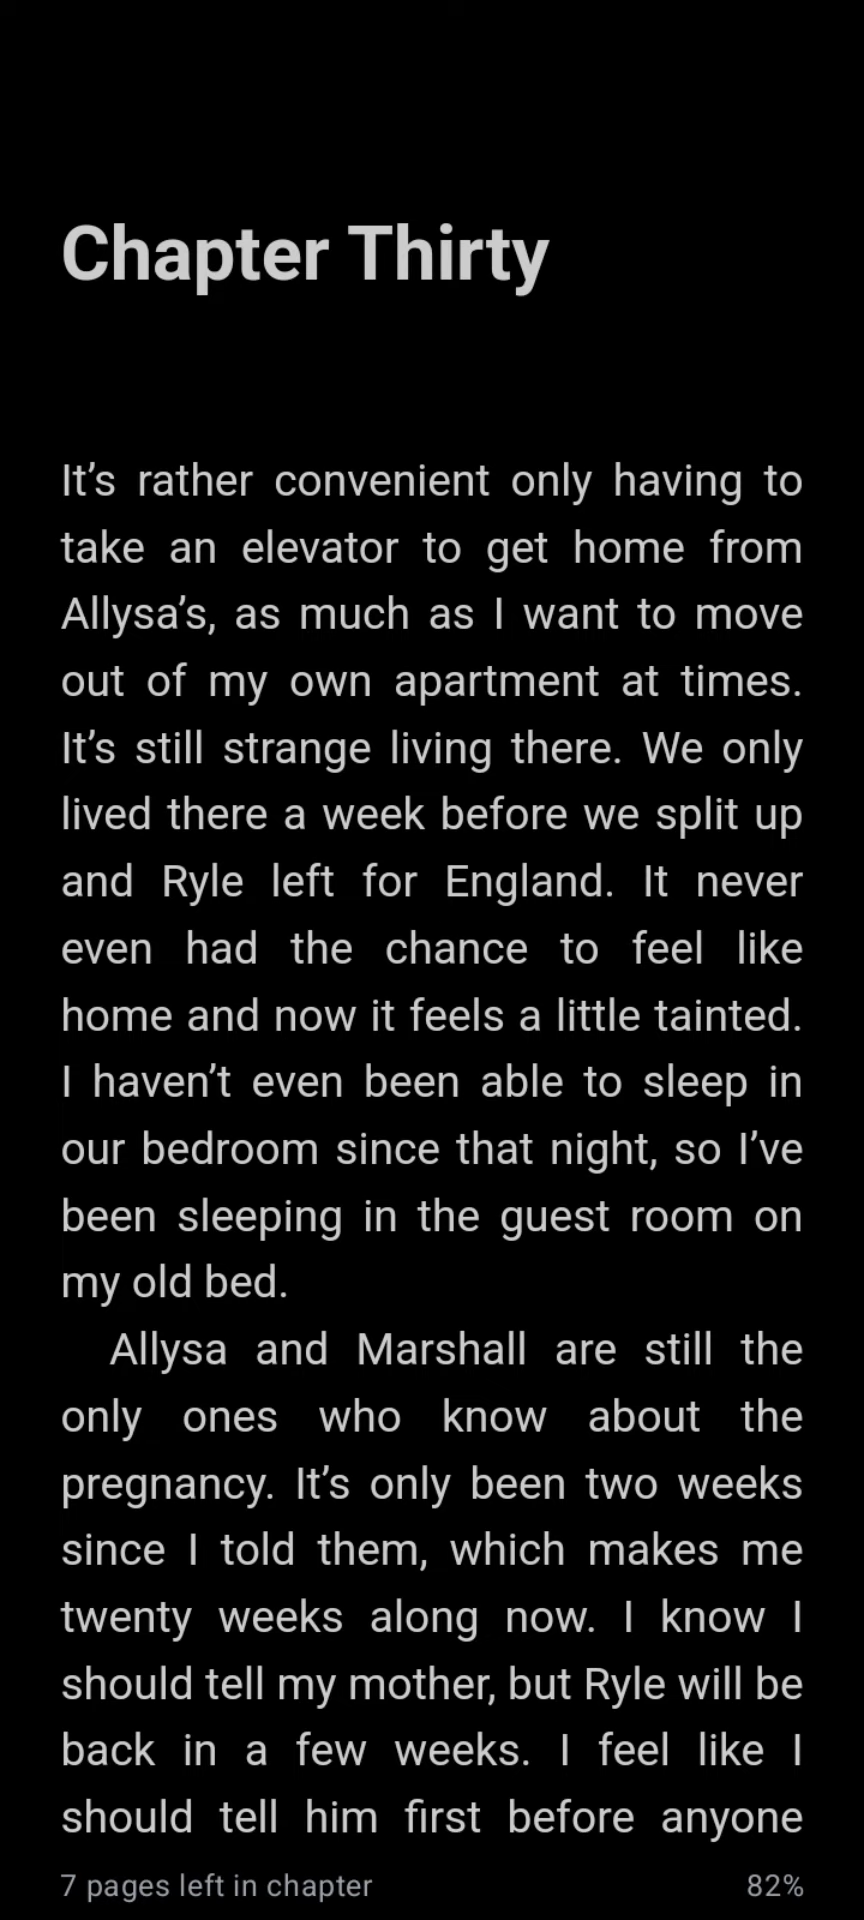 Chapter Thirty
It’s rather convenient only having to
take an elevator to get home from
Allysa’s, as much as I want to move
out of my own apartment at times.
It’s still strange living there. We only
lived there a week before we split up
and Ryle left for England. It never
even had the chance to feel like
home and now it feels a little tainted.
I haven’t even been able to sleep in
our bedroom since that night, so I’ve
been sleeping in the guest room on
my old bed.
Allysa and Marshall are still the
only ones who know about the
pregnancy. It’s only been two weeks
since I told them, which makes me
twenty weeks along now. I know I
should tell my mother, but Ryle will be
back in a few weeks. I feel like I
should tell him first before anyone
7 pages left in chapter
82%